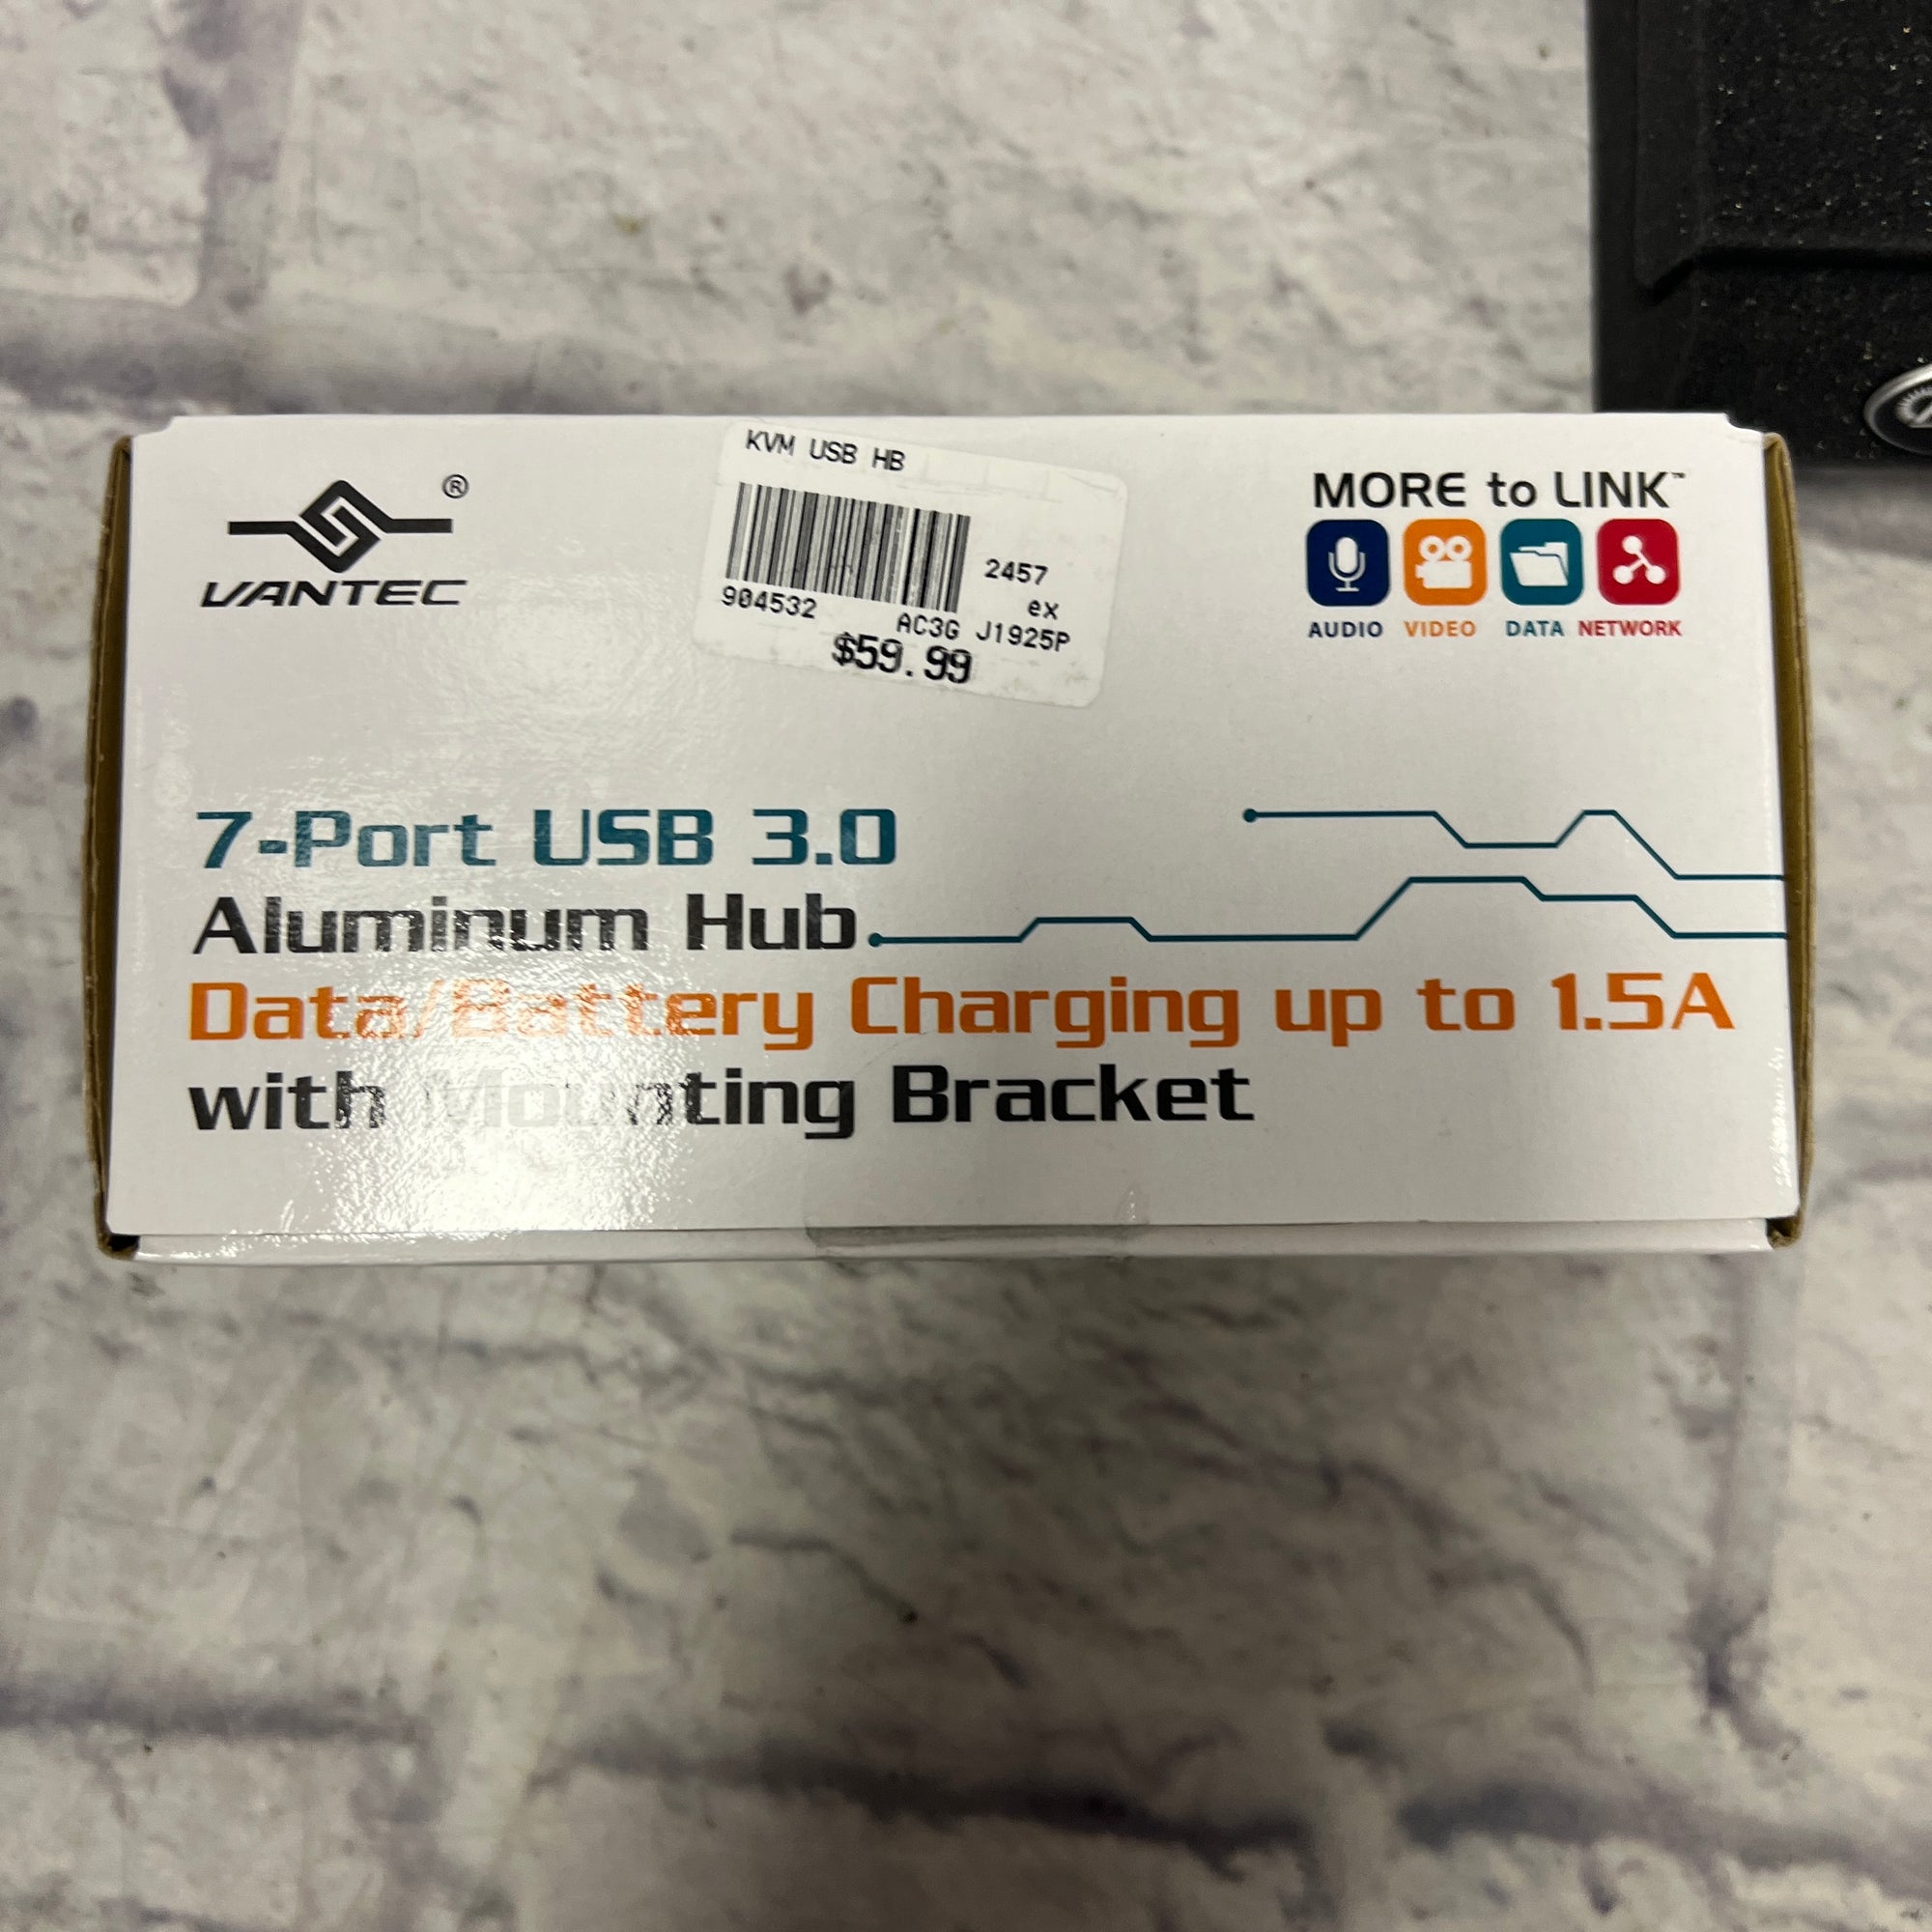 VANTEC®
KVM USB HB
2457
904532
ex
AC3G J1925P
$59.99
MORE to LINK™
AUDIO VIDEO DATA NETWORK
7-Port USB 3.0
Aluminum Hub
Data/Battery Charging up to 1.5A
with Mounting Bracket